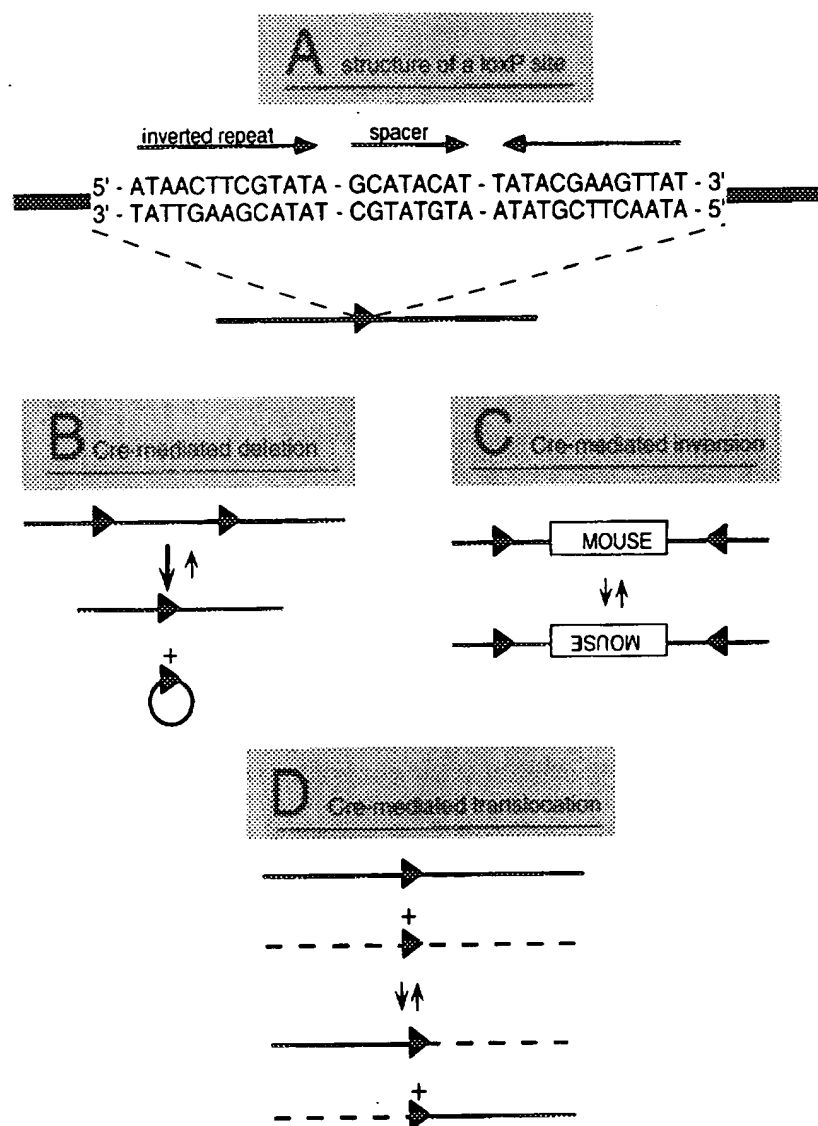 A structure of a loxP site
inverted repeat spacer
5' - ATAACTTCGTATA - GCATACAT - TATACGAAGTTAT - 3'
3' - TATTGAAGCATAT - CGTATGTA - ATATGCTTCAATA - 5'
B Cre-mediated deletion
+
C Cre-mediated inversion
MOUSE
MOUSE
D Cre-mediated translocation
+
+